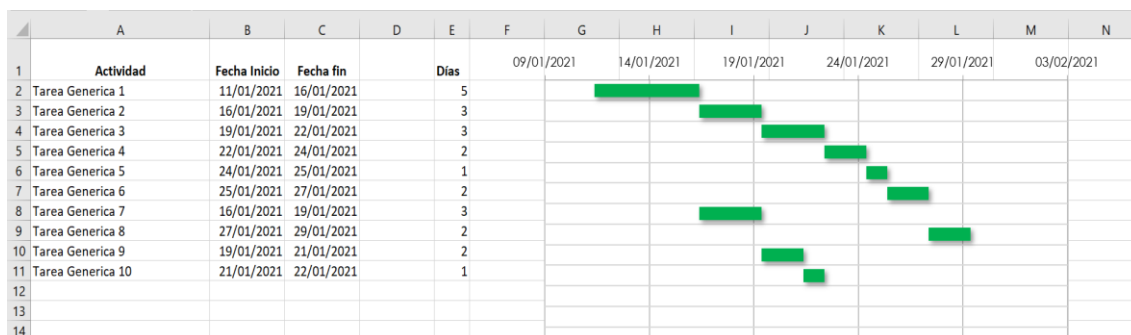 A B C D E F G H I J K L M N
09/01/2021 14/01/2021 19/01/2021 24/01/2021 29/01/2021 03/02/2021
1 Actividad Fecha Inicio Fecha fin Días
2 Tarea Generica 1 11/01/2021 16/01/2021 5
3 Tarea Generica 2 16/01/2021 19/01/2021 3
4 Tarea Generica 3 19/01/2021 22/01/2021 3
5 Tarea Generica 4 22/01/2021 24/01/2021 2
6 Tarea Generica 5 24/01/2021 25/01/2021 1
7 Tarea Generica 6 25/01/2021 27/01/2021 2
8 Tarea Generica 7 16/01/2021 19/01/2021 3
9 Tarea Generica 8 27/01/2021 29/01/2021 2
10 Tarea Generica 9 19/01/2021 21/01/2021 2
11 Tarea Generica 10 21/01/2021 22/01/2021 1
12
13
14